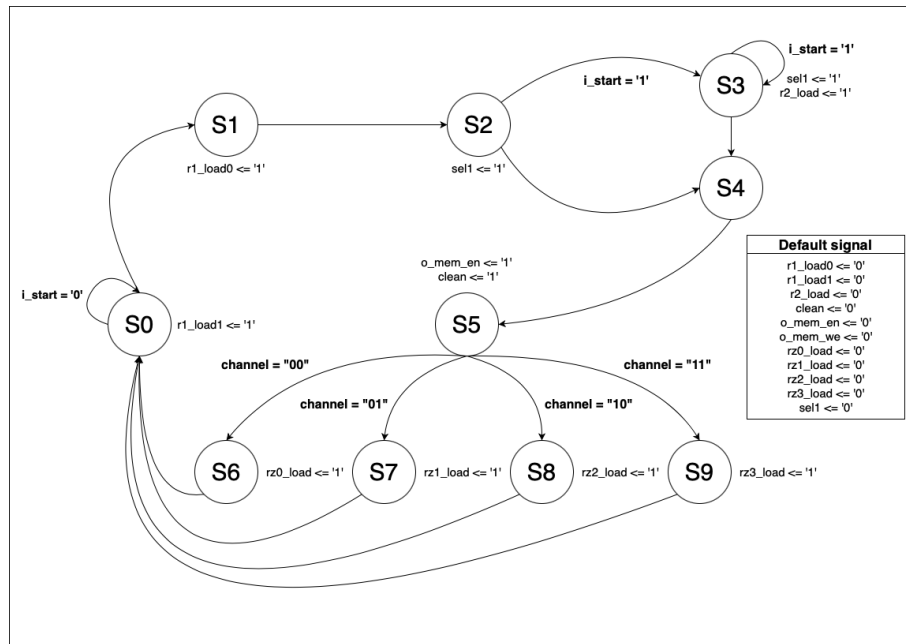 i_start = '1'
S3
sel1 <= '1'
r2_load <= '1'
i_start = '1'
S1
r1_load0 <= '1'
S2
sel1 <= '1'
S4
Default signal
r1_load0 <= '0'
r1_load1 <= '0'
r2_load <= '0'
clean <= '0'
o_mem_en <= '0'
o_mem_we <= '0'
rz0_load <= '0'
rz1_load <= '0'
rz2_load <= '0'
rz3_load <= '0'
sel1 <= '0'
o_mem_en <= '1'
clean <= '1'
S5
i_start = '0'
S0
r1_load1 <= '1'
channel = "00"
channel = "01"
channel = "10"
channel = "11"
S6
rz0_load <= '1'
S7
rz1_load <= '1'
S8
rz2_load <= '1'
S9
rz3_load <= '1'